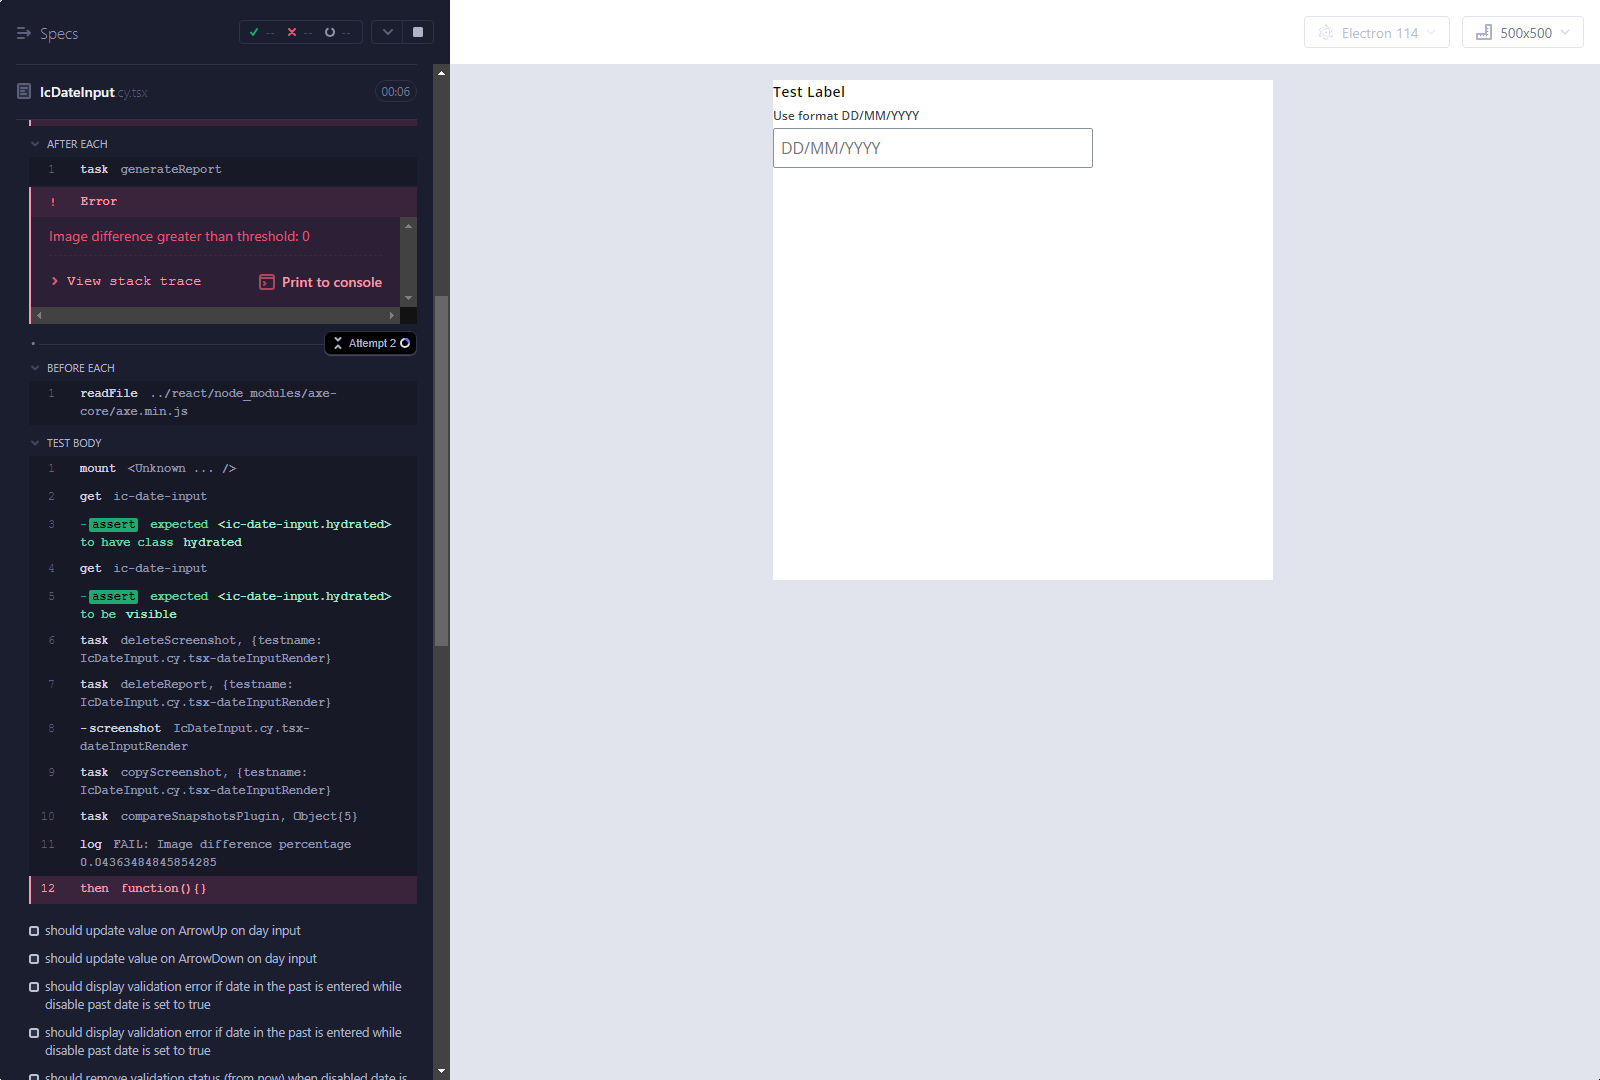 Specs
--
--
--
Electron 114
500x500
IcDateInput.cy.tsx
00:06
AFTER EACH
1 task generateReport
! Error
Image difference greater than threshold: 0
> View stack trace
Print to console
Attempt 2
BEFORE EACH
1 readFile ../react/node_modules/axe-
core/axe.min.js
TEST BODY
1 mount <Unknown ... />
2 get ic-date-input
3 -assert expected <ic-date-input.hydrated>
to have class hydrated
4 get ic-date-input
5 -assert expected <ic-date-input.hydrated>
to be visible
6 task deleteScreenshot, {testname:
IcDateInput.cy.tsx-dateInputRender}
7 task deleteReport, {testname:
IcDateInput.cy.tsx-dateInputRender}
8 -screenshot IcDateInput.cy.tsx-
dateInputRender
9 task copyScreenshot, {testname:
IcDateInput.cy.tsx-dateInputRender}
10 task compareSnapshotsPlugin, Object{5}
11 log FAIL: Image difference percentage
0.04363484845854285
12 then function(){}
should update value on ArrowUp on day input
should update value on ArrowDown on day input
should display validation error if date in the past is entered while
disable past date is set to true
should display validation error if date in the past is entered while
disable past date is set to true
should remove validation status (from now) when disabled date is
Test Label
Use format DD/MM/YYYY
DD/MM/YYYY